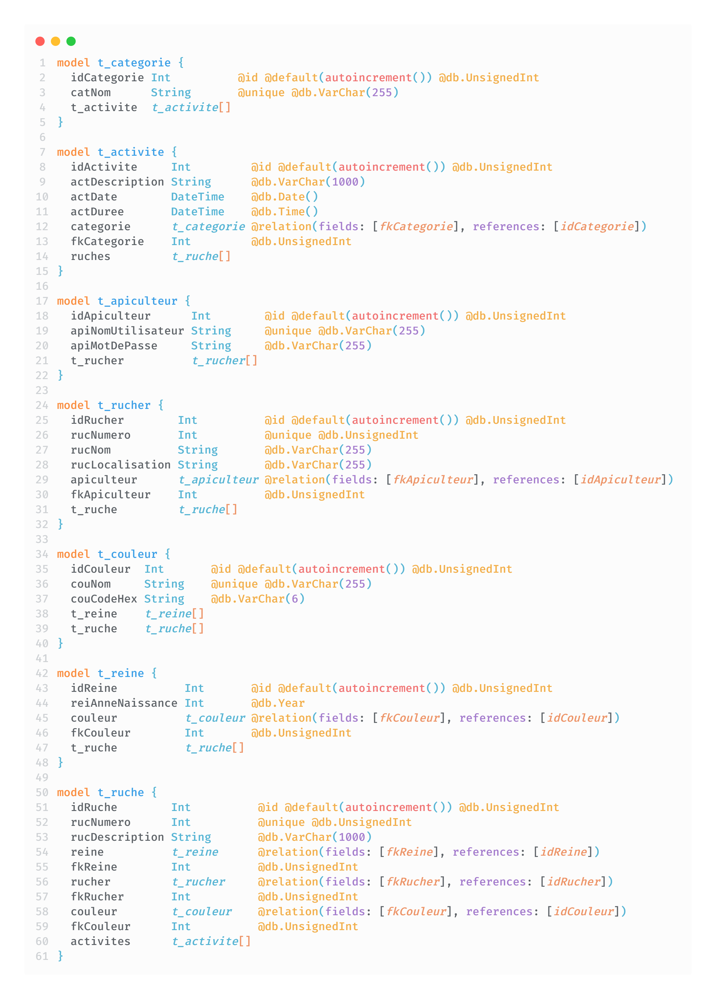 1 model t_categorie {
2   idCategorie Int          @id @default(autoincrement()) @db.UnsignedInt
3   catNom      String       @unique @db.VarChar(255)
4   t_activite  t_activite[]
5 }
6
7 model t_activite {
8   idActivite     Int         @id @default(autoincrement()) @db.UnsignedInt
9   actDescription String      @db.VarChar(1000)
10   actDate        DateTime    @db.Date()
11   actDuree       DateTime    @db.Time()
12   categorie      t_categorie @relation(fields: [fkCategorie], references: [idCategorie])
13   fkCategorie    Int         @db.UnsignedInt
14   ruches         t_ruche[]
15 }
16
17 model t_apiculteur {
18   idApiculteur      Int        @id @default(autoincrement()) @db.UnsignedInt
19   apiNomUtilisateur String     @unique @db.VarChar(255)
20   apiMotDePasse     String     @db.VarChar(255)
21   t_rucher          t_rucher[]
22 }
23
24 model t_rucher {
25   idRucher        Int          @id @default(autoincrement()) @db.UnsignedInt
26   rucNumero       Int          @unique @db.UnsignedInt
27   rucNom          String       @db.VarChar(255)
28   rucLocalisation String       @db.VarChar(255)
29   apiculteur      t_apiculteur @relation(fields: [fkApiculteur], references: [idApiculteur])
30   fkApiculteur    Int          @db.UnsignedInt
31   t_ruche         t_ruche[]
32 }
33
34 model t_couleur {
35   idCouleur  Int       @id @default(autoincrement()) @db.UnsignedInt
36   couNom     String    @unique @db.VarChar(255)
37   couCodeHex String    @db.VarChar(6)
38   t_reine    t_reine[]
39   t_ruche    t_ruche[]
40 }
41
42 model t_reine {
43   idReine          Int       @id @default(autoincrement()) @db.UnsignedInt
44   reiAnneNaissance Int       @db.Year
45   couleur          t_couleur @relation(fields: [fkCouleur], references: [idCouleur])
46   fkCouleur        Int       @db.UnsignedInt
47   t_ruche          t_ruche[]
48 }
49
50 model t_ruche {
51   idRuche        Int          @id @default(autoincrement()) @db.UnsignedInt
52   rucNumero      Int          @unique @db.UnsignedInt
53   rucDescription String       @db.VarChar(1000)
54   reine          t_reine      @relation(fields: [fkReine], references: [idReine])
55   fkReine        Int          @db.UnsignedInt
56   rucher         t_rucher     @relation(fields: [fkRucher], references: [idRucher])
57   fkRucher       Int          @db.UnsignedInt
58   couleur        t_couleur    @relation(fields: [fkCouleur], references: [idCouleur])
59   fkCouleur      Int          @db.UnsignedInt
60   activites      t_activite[]
61 }